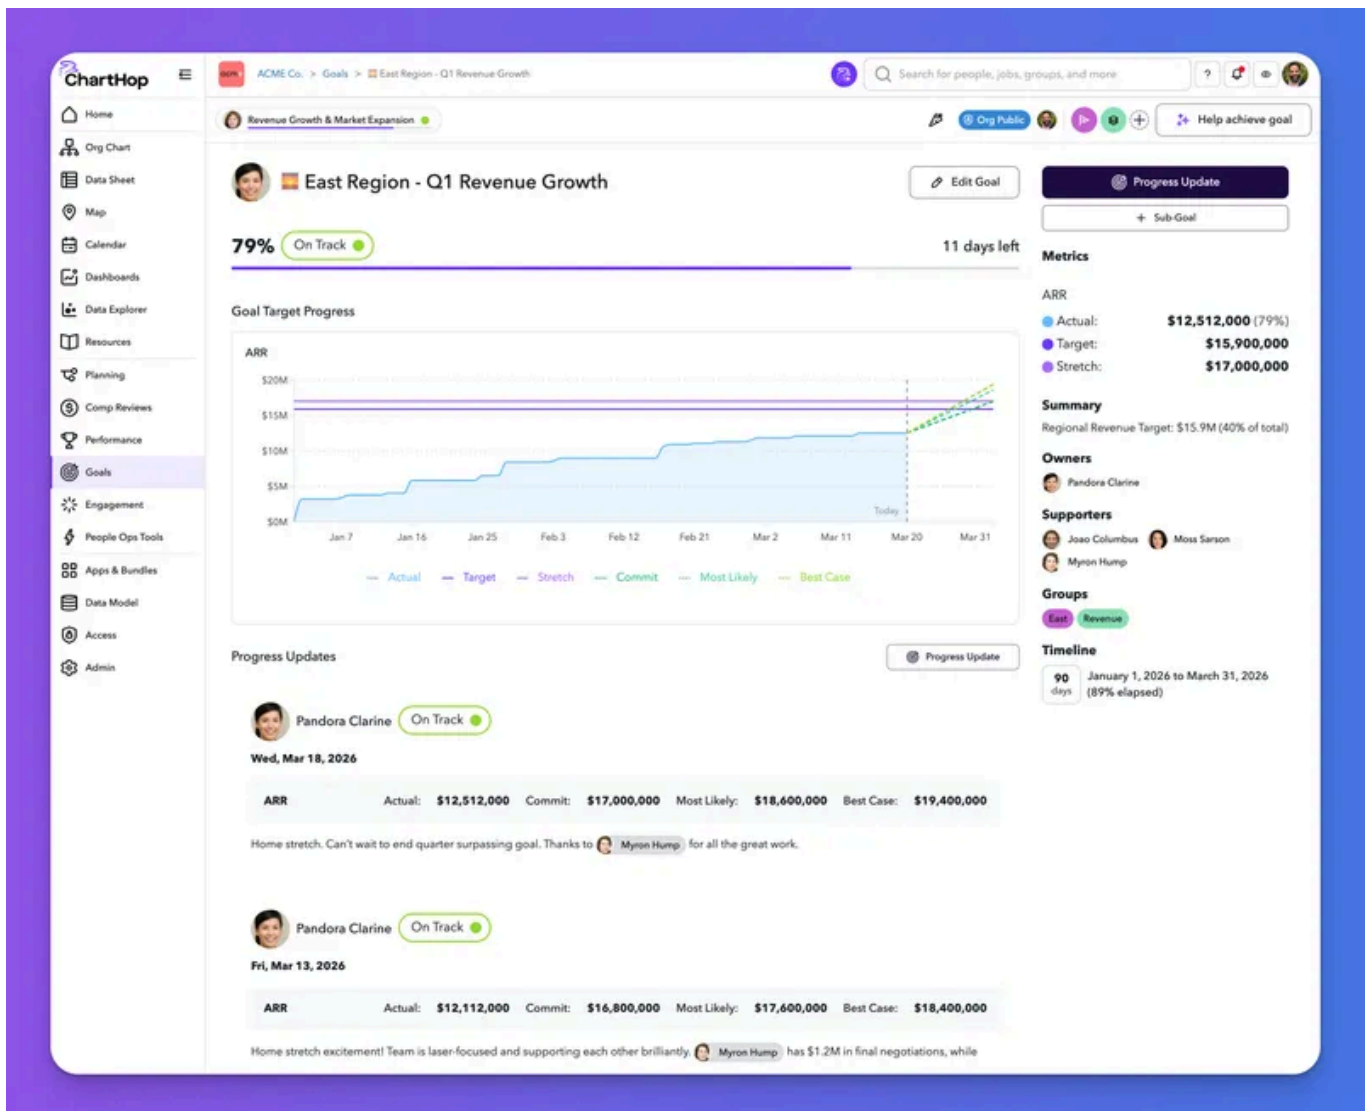 ChartHop
ACME Co. > Goals > East Region - Q1 Revenue Growth
Search for people, jobs, groups, and more
?
Home
Org Chart
Data Sheet
Map
Calendar
Dashboards
Data Explorer
Resources
Planning
Comp Reviews
Performance
Goals
Engagement
People Ops Tools
Apps & Bundles
Data Model
Access
Admin
Revenue Growth & Market Expansion
Org Public
Help achieve goal
East Region - Q1 Revenue Growth
Edit Goal
79% On Track
11 days left
Goal Target Progress
ARR
$20M
$15M
$10M
$5M
$0M
Today
Jan 7 Jan 16 Jan 25 Feb 3 Feb 12 Feb 21 Mar 2 Mar 11 Mar 20 Mar 31
Actual Target Stretch Commit Most Likely Best Case
Progress Updates
Progress Update
Pandora Clarine On Track
Wed, Mar 18, 2026
ARR Actual: $12,512,000 Commit: $17,000,000 Most Likely: $18,600,000 Best Case: $19,400,000
Home stretch. Can't wait to end quarter surpassing goal. Thanks to Myron Hump for all the great work.
Pandora Clarine On Track
Fri, Mar 13, 2026
ARR Actual: $12,112,000 Commit: $16,800,000 Most Likely: $17,600,000 Best Case: $18,400,000
Home stretch excitement! Team is laser-focused and supporting each other brilliantly. Myron Hump has $1.2M in final negotiations, while
Progress Update
+ Sub-Goal
Metrics
ARR
Actual: $12,512,000 (79%)
Target: $15,900,000
Stretch: $17,000,000
Summary
Regional Revenue Target: $15.9M (40% of total)
Owners
Pandora Clarine
Supporters
Joao Columbus Moss Sarson
Myron Hump
Groups
East Revenue
Timeline
90 days
January 1, 2026 to March 31, 2026
(89% elapsed)